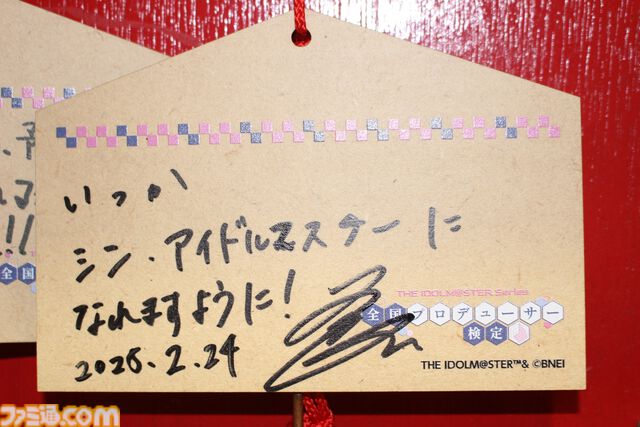 いつか
シン・アイドルマスターに
なれますように!
2026.2.24
THE IDOLM@STER Series
全国プロデューサー
検定
THE IDOLM@STER™& ©BNEI
全国
ファミ通.com